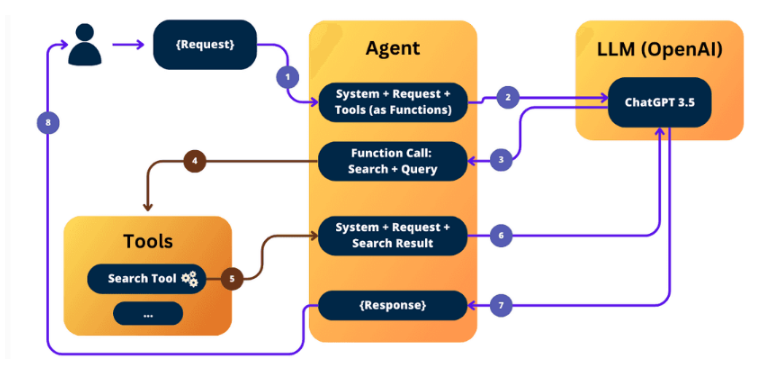 {Request}
1
Agent
System + Request +
Tools (as Functions)
2
LLM (OpenAI)
ChatGPT 3.5
8
Function Call:
Search + Query
3
4
Tools
Search Tool
...
5
System + Request +
Search Result
6
{Response}
7